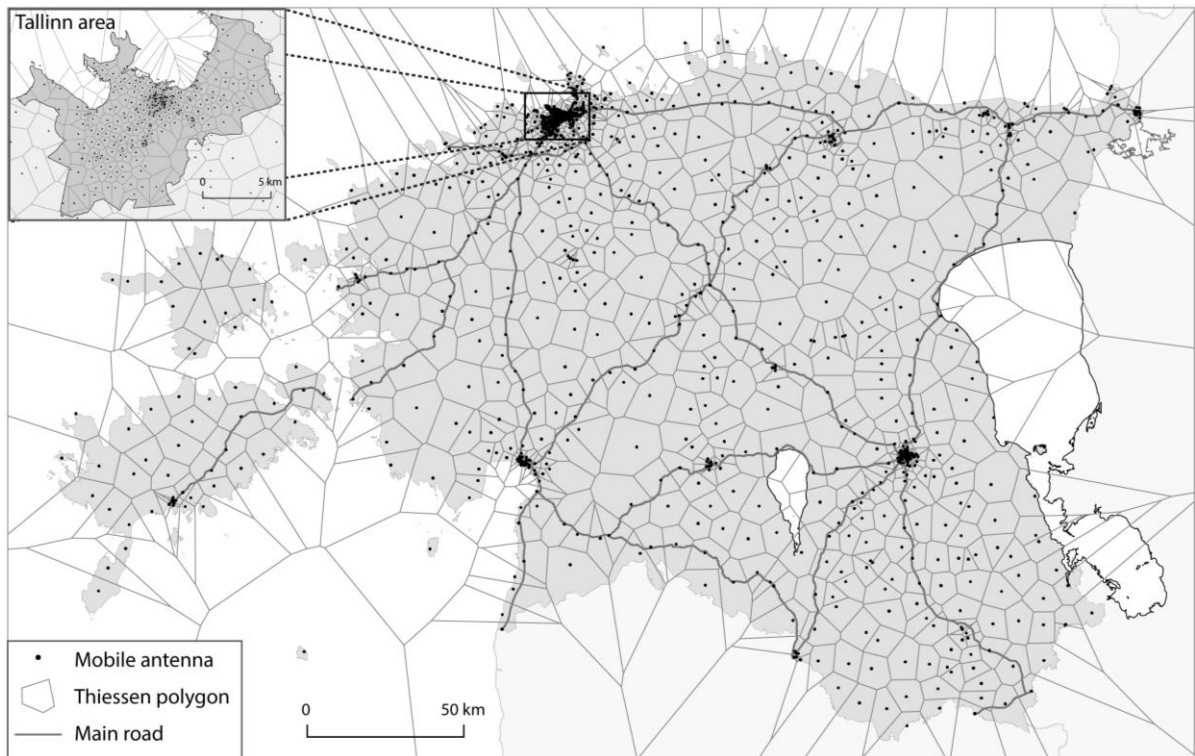 Tallinn area
0 5 km
Mobile antenna
Thiessen polygon
Main road
0 50 km